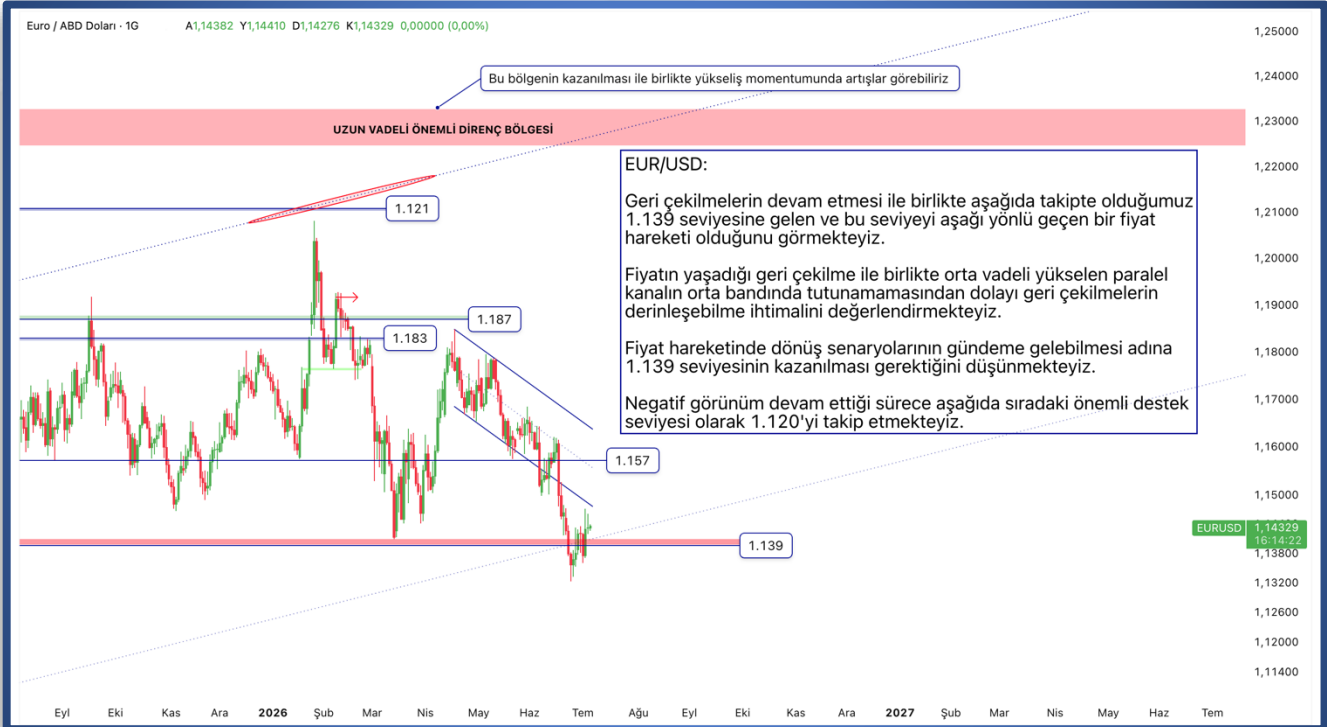 Euro / ABD Doları · 1G A1,14382 Y1,14410 D1,14276 K1,14329 0,00000 (0,00%)
1,25000
Bu bölgenin kazanılması ile birlikte yükseliş momentumunda artışlar görebiliriz
1,24000
1,23000
UZUN VADELİ ÖNEMLİ DİRENÇ BÖLGESİ
1,22000
EUR/USD:
Geri çekilmelerin devam etmesi ile birlikte aşağıda takipte olduğumuz
1.139 seviyesine gelen ve bu seviyeyi aşağı yönlü geçen bir fiyat
hareketi olduğunu görmekteyiz.
Fiyatın yaşadığı geri çekilme ile birlikte orta vadeli yükselen paralel
kanalın orta bandında tutunamamasından dolayı geri çekilmelerin
derinleşebilme ihtimalini değerlendirmekteyiz.
Fiyat hareketinde dönüş senaryolarının gündeme gelebilmesi adına
1.139 seviyesinin kazanılması gerektiğini düşünmekteyiz.
Negatif görünüm devam ettiği sürece aşağıda sıradaki önemli destek
seviyesi olarak 1.120'yi takip etmekteyiz.
1.121
1,21000
1,20000
1,19000
1.187
1.183
1,18000
1,17000
1,16000
1.157
1,15000
EURUSD 1,14329
16:14:22
1.139
1,13800
1,13200
1,12600
1,12000
1,11400
Eyl Eki Kas Ara 2026 Şub Mar Nis May Haz Tem Ağu Eyl Eki Kas Ara 2027 Şub Mar Nis May Haz Tem